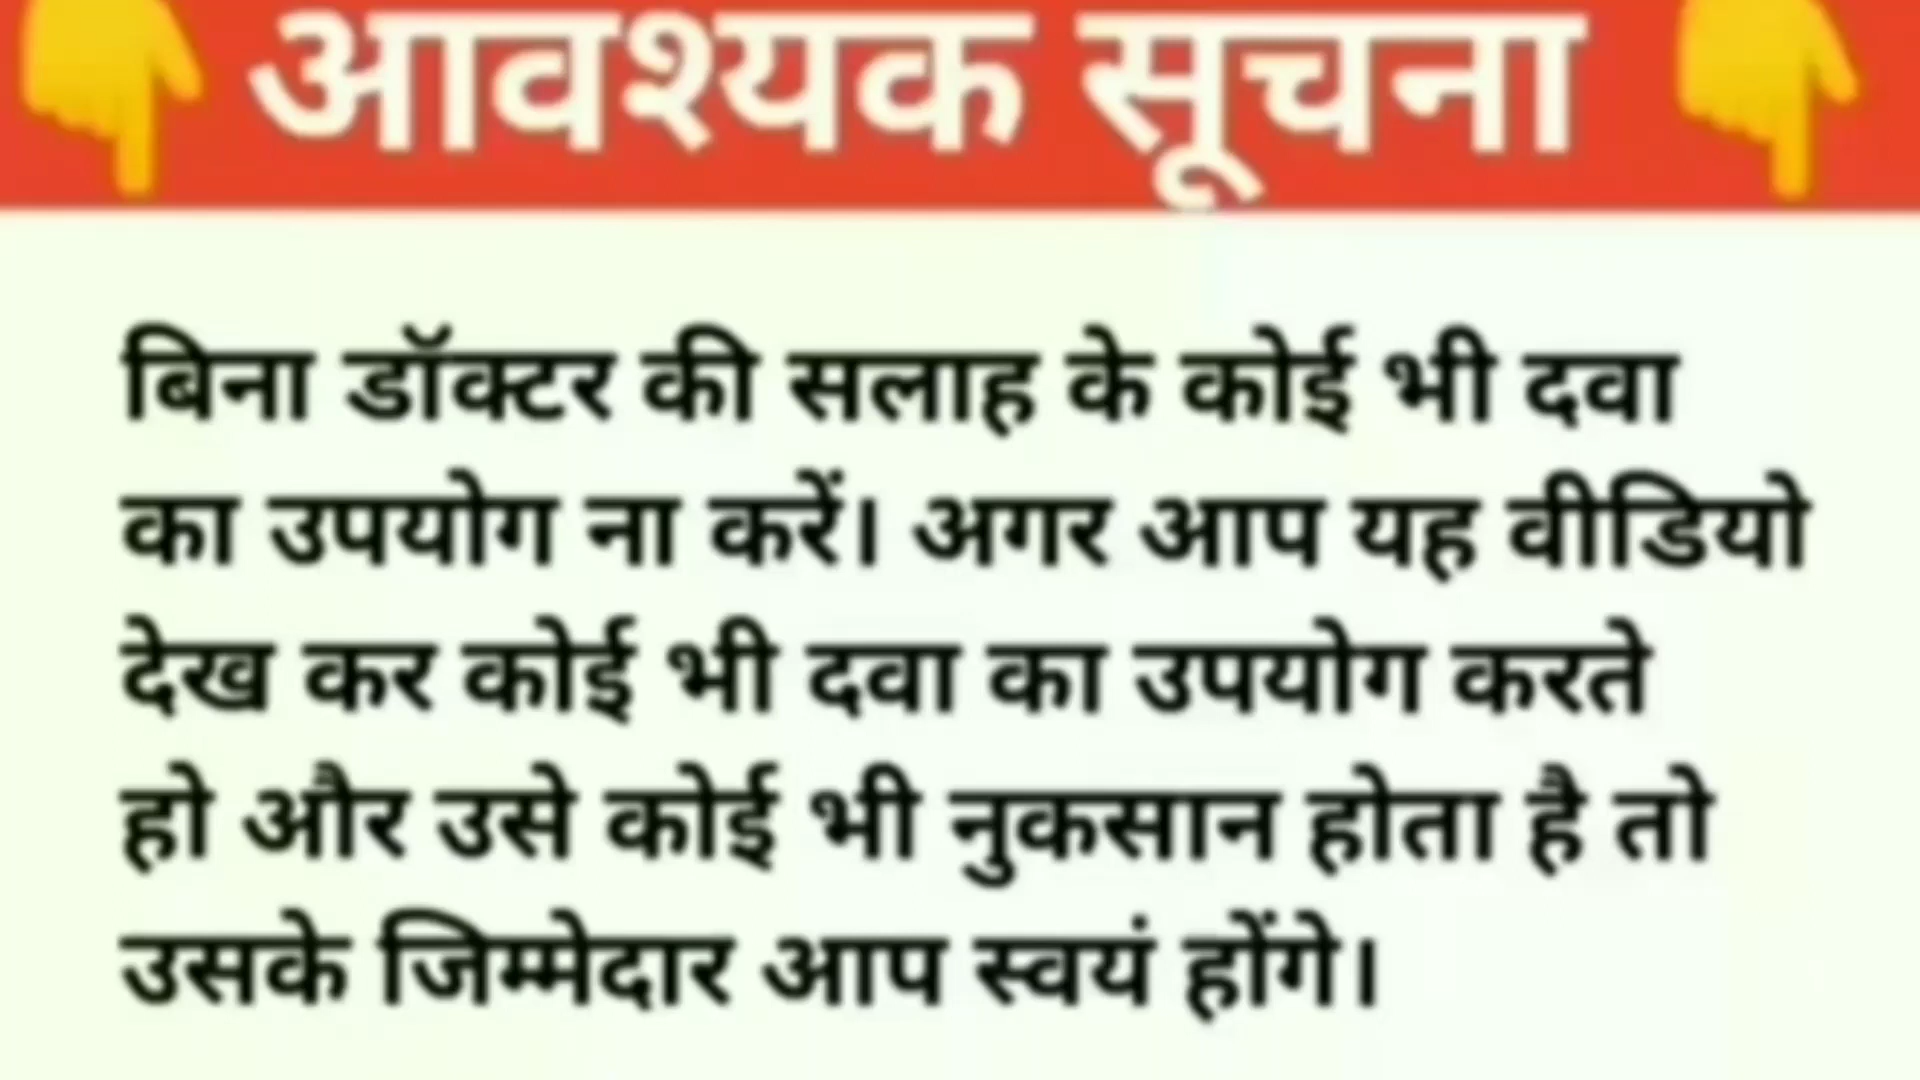 आवश्यक सूचना
बिना डॉक्टर की सलाह के कोई भी दवा
का उपयोग ना करें। अगर आप यह वीडियो
देख कर कोई भी दवा का उपयोग करते
हो और उसे कोई भी नुकसान होता है तो
उसके जिम्मेदार आप स्वयं होंगे।